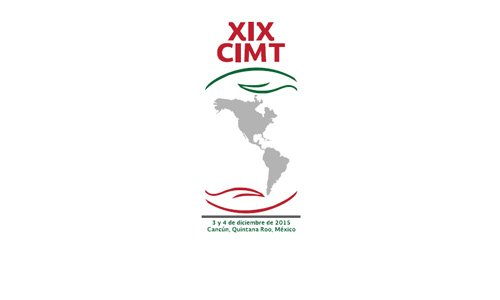 XIX
CIMT
3 y 4 de diciembre de 2015
Cancún, Quintana Roo, México